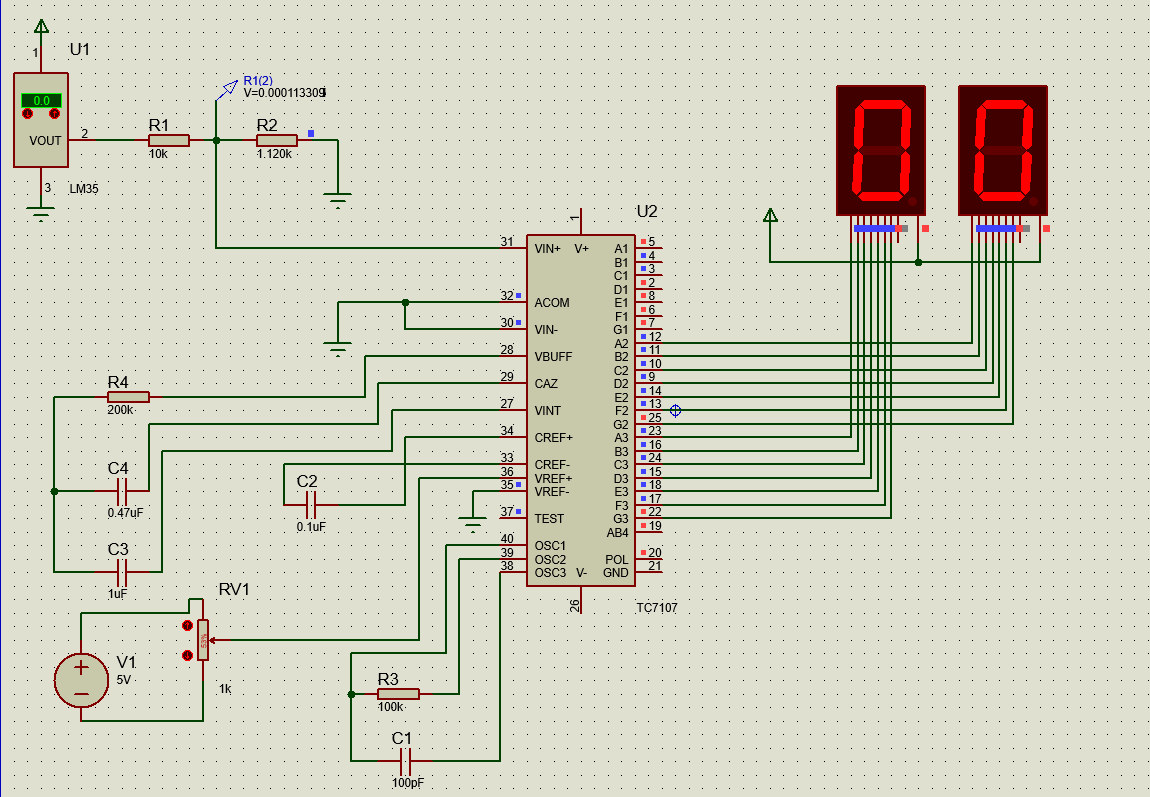 1
U1
0.0
VOUT
2
3
LM35
R1(2)
V=0.000113309
R1
10k
R2
1.120k
1
U2
31
VIN+
V+
A1
5
B1
4
C1
3
D1
2
32
ACOM
E1
8
F1
6
30
VIN-
G1
7
A2
12
28
VBUFF
B2
11
C2
10
29
CAZ
D2
9
E2
14
27
VINT
F2
13
G2
25
34
CREF+
A3
23
B3
16
33
CREF-
C3
24
36
VREF+
D3
15
35
VREF-
E3
18
F3
17
37
TEST
G3
22
AB4
19
40
OSC1
39
OSC2
POL
20
38
OSC3
V-
GND
21
26
TC7107
R4
200k
C4
0.47uF
C3
1uF
C2
0.1uF
RV1
53%
1k
V1
5V
R3
100k
C1
100pF
00